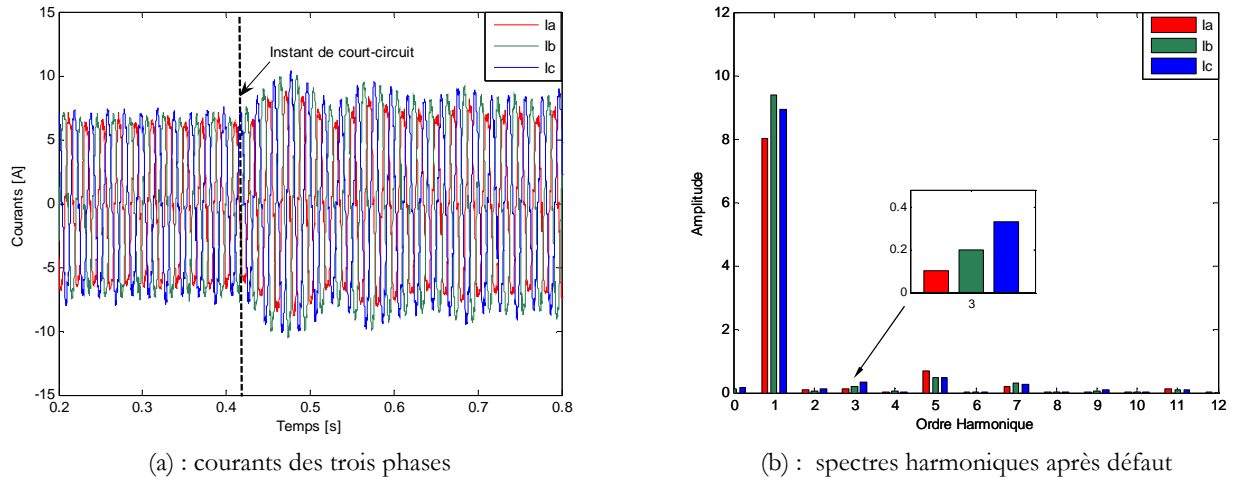 15
10
5
0
-5
-10
-15
Courants [A]
0.2
0.3
0.4
0.5
0.6
0.7
0.8
Temps [s]
Instant de court-circuit
Ia
Ib
Ic
(a) : courants des trois phases
12
10
8
6
4
2
0
Amplitude
0
1
2
3
4
5
6
7
8
9
10
11
12
Ordre Harmonique
Ia
Ib
Ic
0.4
0.2
0
3
(b) : spectres harmoniques après défaut